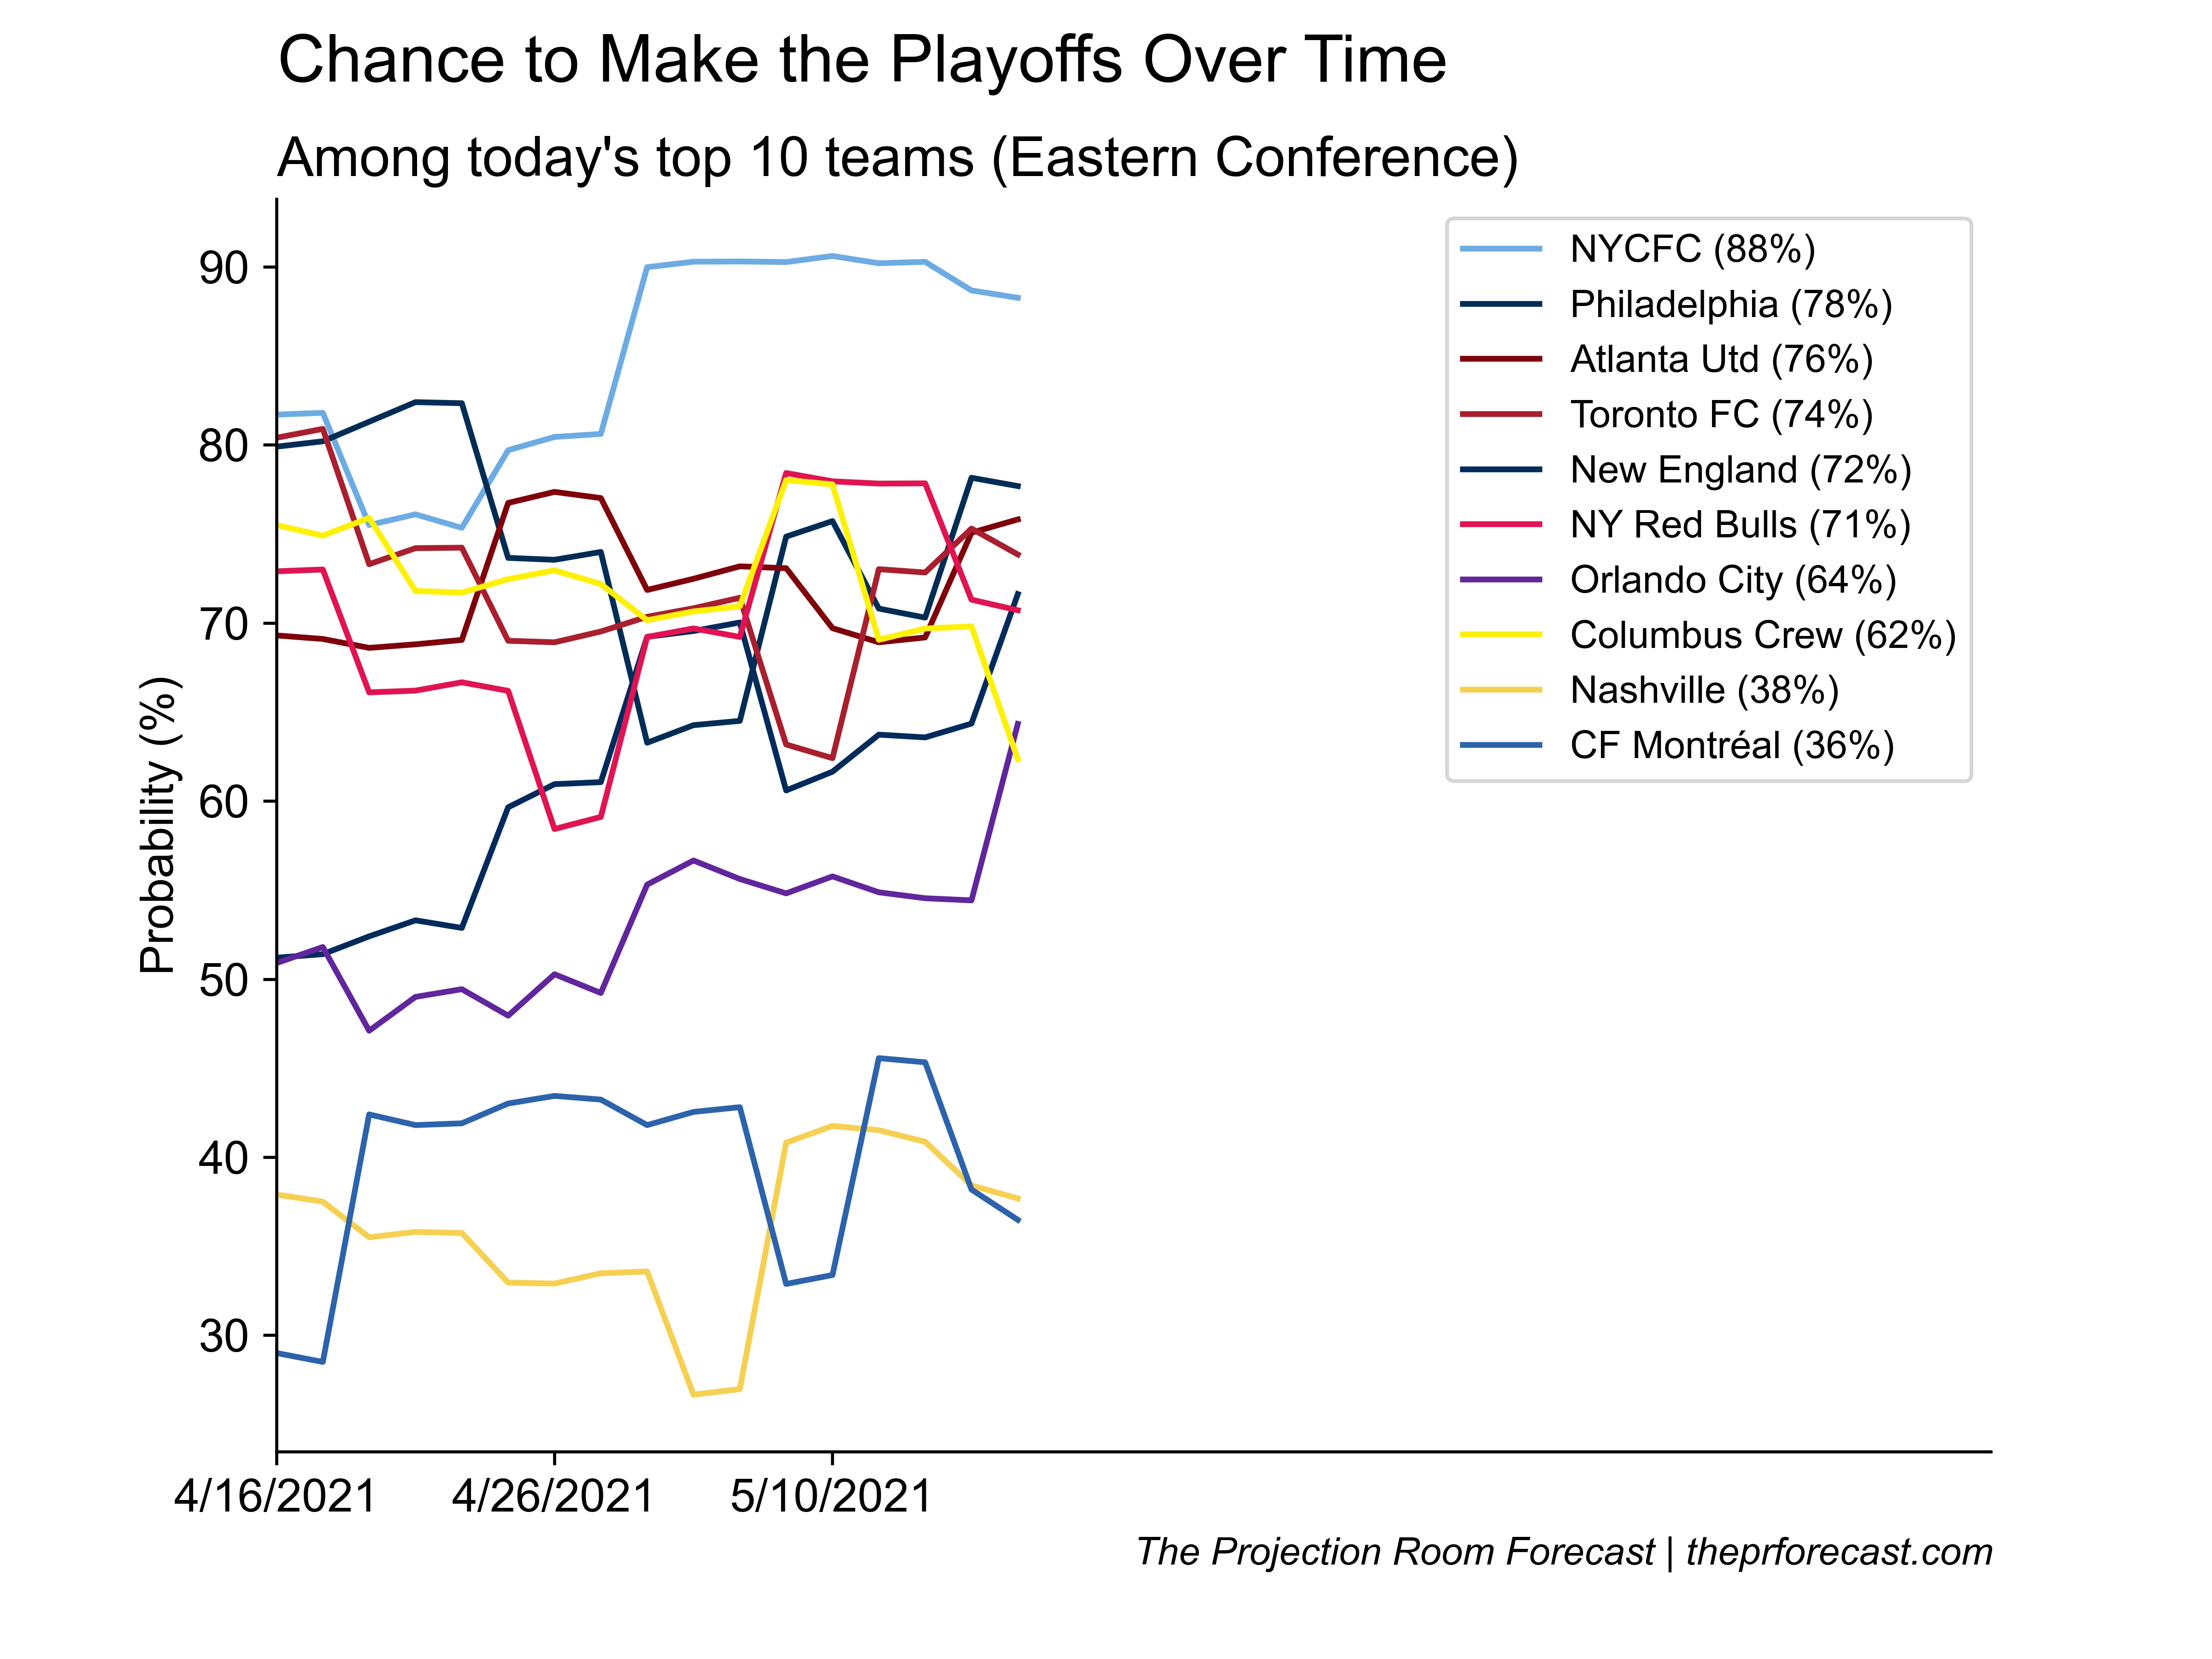 Chance to Make the Playoffs Over Time
Among today's top 10 teams (Eastern Conference)
Probability (%)
90
80
70
60
50
40
30
4/16/2021
4/26/2021
5/10/2021
NYCFC (88%)
Philadelphia (78%)
Atlanta Utd (76%)
Toronto FC (74%)
New England (72%)
NY Red Bulls (71%)
Orlando City (64%)
Columbus Crew (62%)
Nashville (38%)
CF Montréal (36%)
The Projection Room Forecast | theprforecast.com